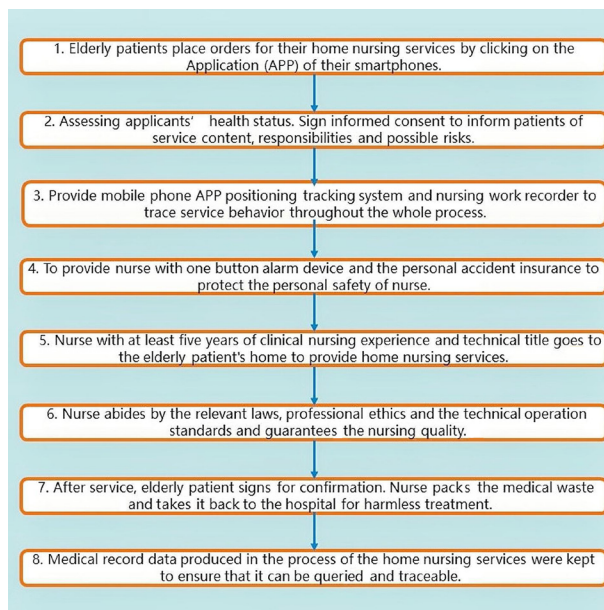 1. Elderly patients place orders for their home nursing services by clicking on the
Application (APP) of their smartphones.
2. Assessing applicants' health status. Sign informed consent to inform patients of
service content, responsibilities and possible risks.
3. Provide mobile phone APP positioning tracking system and nursing work recorder to
trace service behavior throughout the whole process.
4. To provide nurse with one button alarm device and the personal accident insurance to
protect the personal safety of nurse.
5. Nurse with at least five years of clinical nursing experience and technical title goes to
the elderly patient's home to provide home nursing services.
6. Nurse abides by the relevant laws, professional ethics and the technical operation
standards and guarantees the nursing quality.
7. After service, elderly patient signs for confirmation. Nurse packs the medical waste
and takes it back to the hospital for harmless treatment.
8. Medical record data produced in the process of the home nursing services were kept
to ensure that it can be queried and traceable.